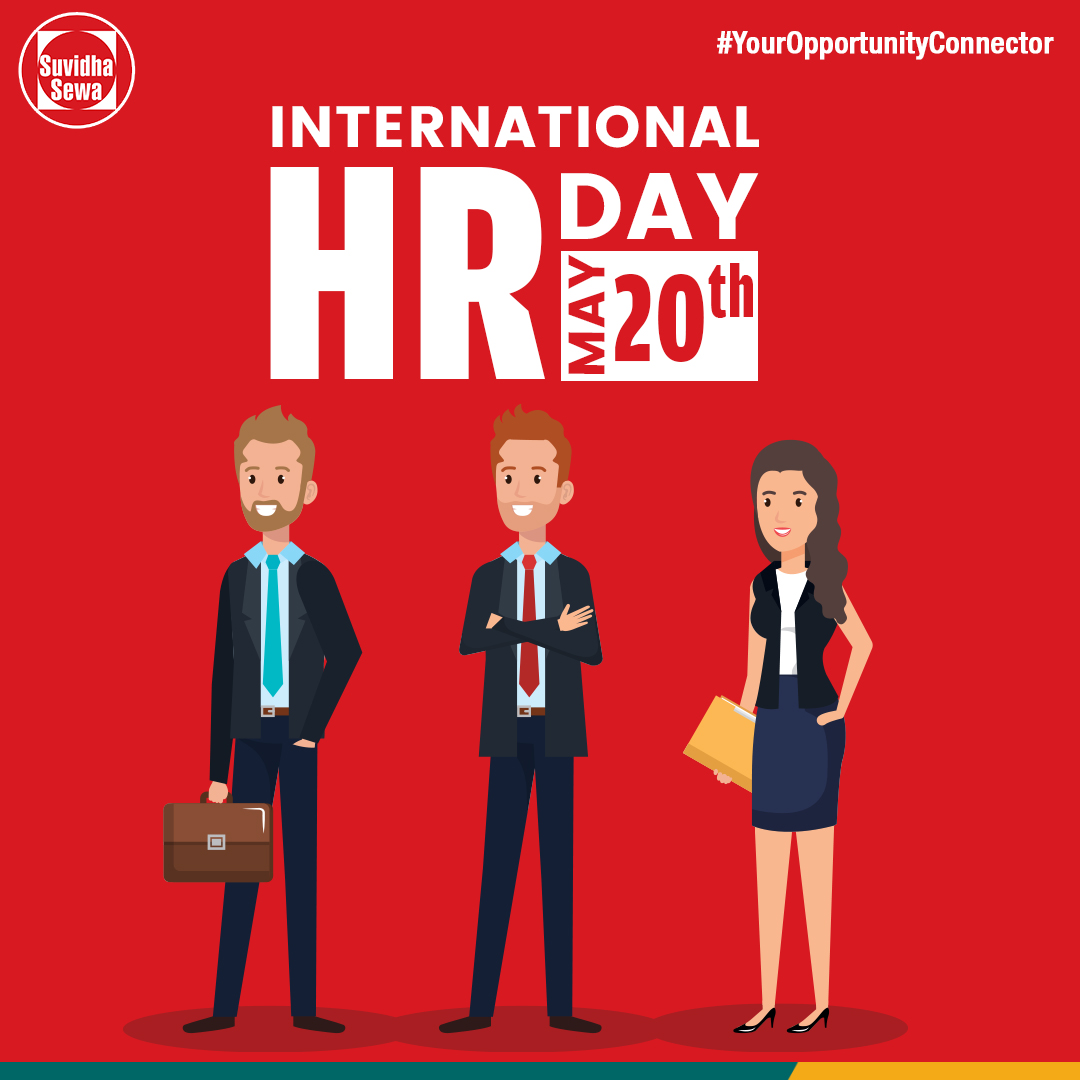 Suvidha
Sewa
#YourOpportunityConnector
INTERNATIONAL
HR DAY
MAY 20th